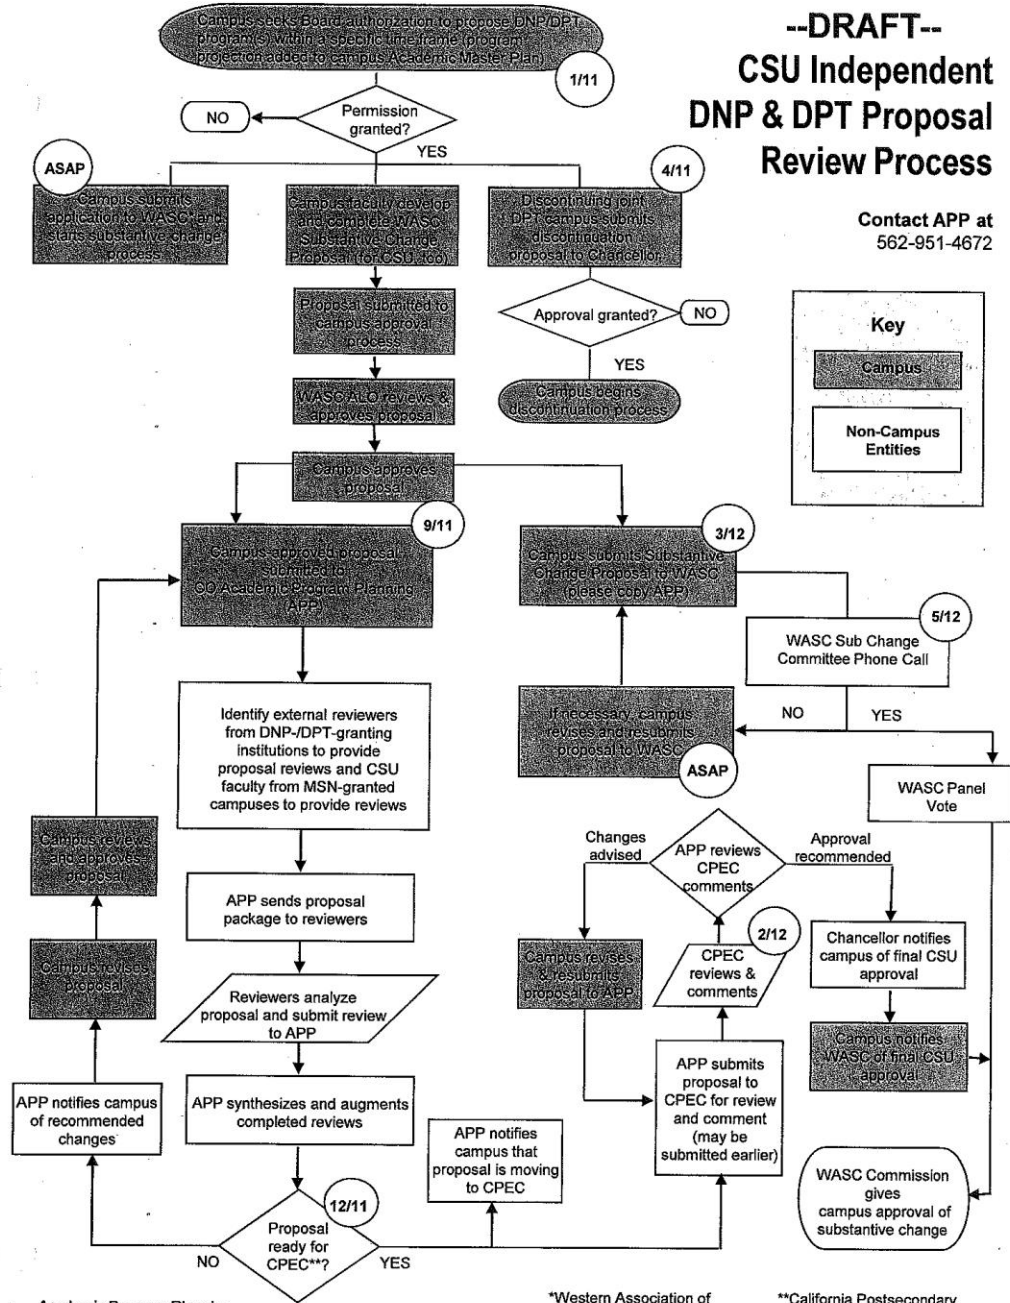 --DRAFT--
CSU Independent
DNP & DPT Proposal
Review Process
Contact APP at
562-951-4672
Campus seeks Board authorization to propose DNP/DPT
program(s) within a specific time frame (program
projection added to campus Academic Master Plan)
1/11
Permission
granted?
NO
YES
ASAP
Campus submits
application to WASC* and
starts substantive change
process
Campus faculty develop
and complete WASC
Substantive Change
Proposal (for CSU, too)
4/11
Discontinuing joint
DPT campus submits
discontinuation
proposal to Chancellor
Proposal submitted to
campus approval
process
Approval granted?
NO
YES
Campus begins
discontinuation process
Key
Campus
Non-Campus
Entities
WASC ALO reviews &
approves proposal
Campus approves
proposal
9/11
Campus-approved proposal
submitted to
CO Academic Program Planning
(APP)
3/12
Campus submits Substantive
Change Proposal to WASC
(please copy APP)
5/12
WASC Sub Change
Committee Phone Call
NO
YES
If necessary, campus
revises and resubmits
proposal to WASC
ASAP
WASC Panel
Vote
Identify external reviewers
from DNP-/DPT-granting
institutions to provide
proposal reviews and CSU
faculty from MSN-granted
campuses to provide reviews
Campus reviews
and approves
proposal
APP sends proposal
package to reviewers
Campus revises
proposal
Reviewers analyze
proposal and submit review
to APP
APP notifies campus
of recommended
changes
APP synthesizes and augments
completed reviews
12/11
Proposal
ready for
CPEC**?
NO
YES
APP notifies
campus that
proposal is moving
to CPEC
Changes
advised
APP reviews
CPEC
comments
Approval
recommended
2/12
CPEC
reviews &
comments
Campus revises
& resubmits
proposal to APP
APP submits
proposal to
CPEC for review
and comment
(may be
submitted earlier)
Chancellor notifies
campus of final CSU
approval
Campus notifies
WASC of final CSU
approval
WASC Commission
gives
campus approval of
substantive change
Academic Program Planning
*Western Association of
**California Postsecondary